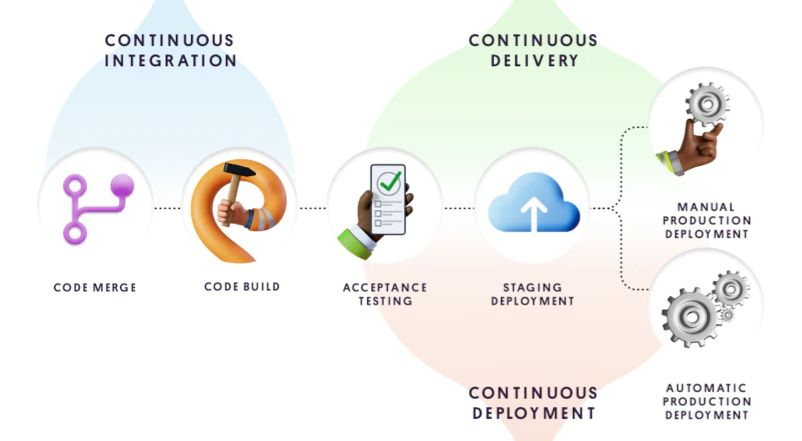 CONTINUOUS
INTEGRATION
CONTINUOUS
DELIVERY
CODE MERGE
CODE BUILD
ACCEPTANCE
TESTING
STAGING
DEPLOYMENT
MANUAL
PRODUCTION
DEPLOYMENT
AUTOMATIC
PRODUCTION
DEPLOYMENT
CONTINUOUS
DEPLOYMENT